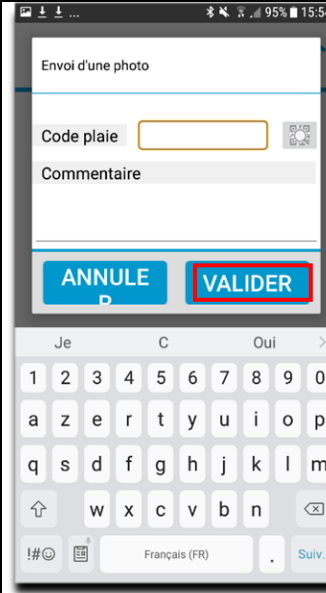 ... 95% 15:54
Envoi d'une photo
Code plaie
Commentaire
ANNULE
R
VALIDER
Je C Oui >
1 2 3 4 5 6 7 8 9 0
a z e r t y u i o p
q s d f g h j k l m
w x c v b n
!#☺ Français (FR) . Suiv.